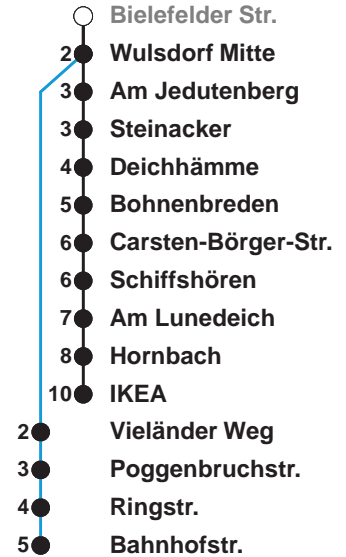 Bielefelder Str.
2 Wulsdorf Mitte
3 Am Jedutenberg
3 Steinacker
4 Deichhämme
5 Bohnenbreden
6 Carsten-Börger-Str.
6 Schiffshören
7 Am Lunedeich
8 Hornbach
10 IKEA
2 Vieländer Weg
3 Poggenbruchstr.
4 Ringstr.
5 Bahnhofstr.